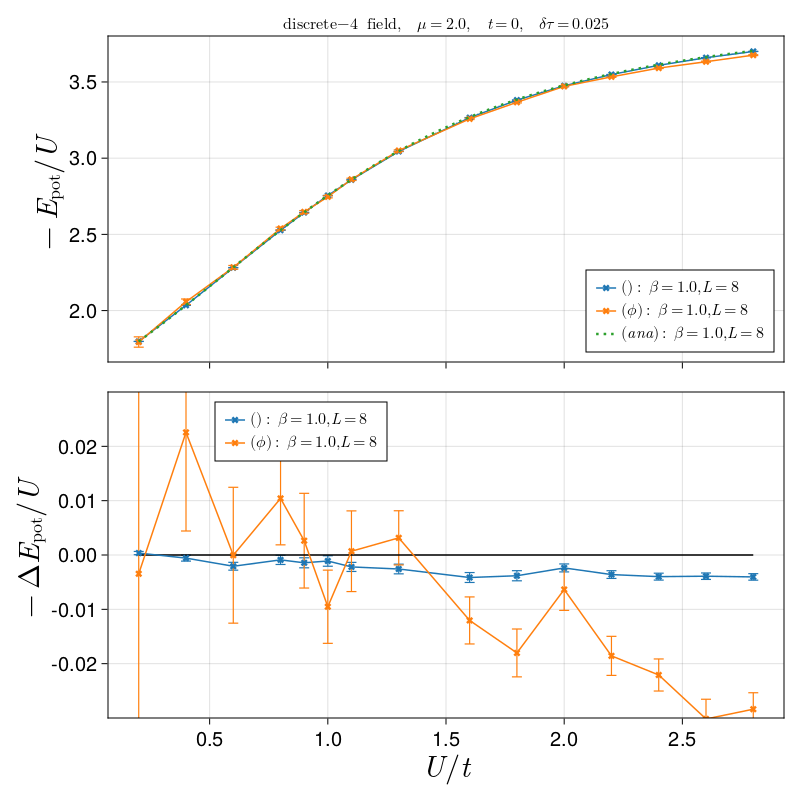 discrete−4 field, μ = 2.0, t = 0, δτ = 0.025
− E_pot/U
3.5
3.0
2.5
2.0
() : β = 1.0,L = 8
(ϕ) : β = 1.0,L = 8
(ana) : β = 1.0,L = 8
− ΔE_pot/U
0.02
0.01
0.00
-0.01
-0.02
() : β = 1.0,L = 8
(ϕ) : β = 1.0,L = 8
0.5 1.0 1.5 2.0 2.5
U/t